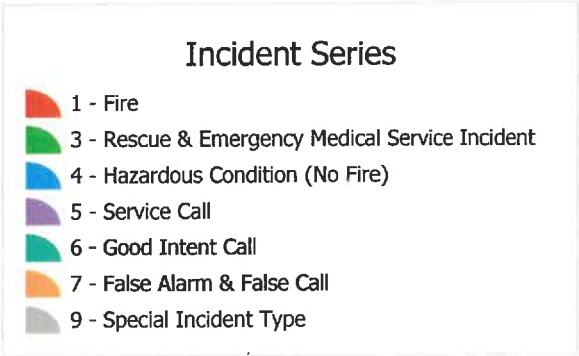 Incident Series
1 - Fire
3 - Rescue & Emergency Medical Service Incident
4 - Hazardous Condition (No Fire)
5 - Service Call
6 - Good Intent Call
7 - False Alarm & False Call
9 - Special Incident Type